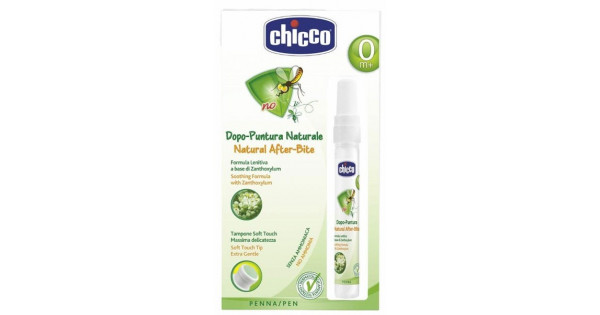 chicco
0
m+
no
Dopo-Puntura Naturale
Natural After-Bite
Formula Lenitiva
a base di Zanthoxylum
Soothing Formula
with Zanthoxylum
Tampone Soft Touch
Massima delicatezza
Soft Touch Tip
Extra Gentle
SENZA AMMONIACA
NO AMMONIA
PENNA/PEN
chicco
Dopo-Puntura
Natural After-Bite